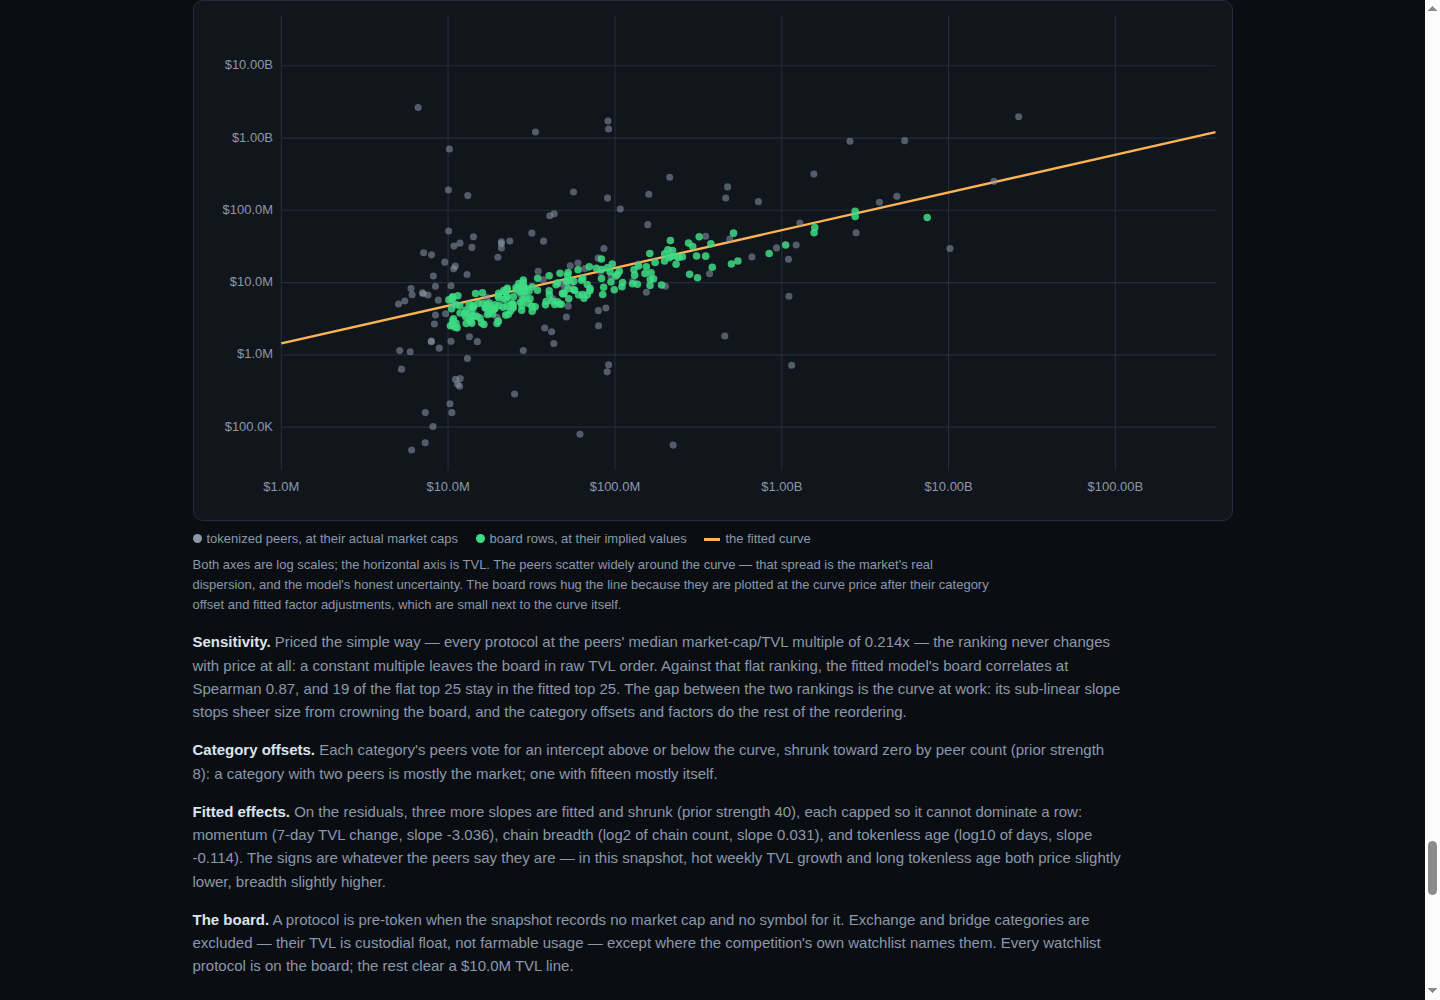 $10.00B
$1.00B
$100.0M
$10.0M
$1.0M
$100.0K
$1.0M $10.0M $100.0M $1.00B $10.00B $100.00B
tokenized peers, at their actual market caps board rows, at their implied values the fitted curve
Both axes are log scales; the horizontal axis is TVL. The peers scatter widely around the curve — that spread is the market's real
dispersion, and the model's honest uncertainty. The board rows hug the line because they are plotted at the curve price after their category
offset and fitted factor adjustments, which are small next to the curve itself.
Sensitivity. Priced the simple way — every protocol at the peers' median market-cap/TVL multiple of 0.214x — the ranking never changes
with price at all: a constant multiple leaves the board in raw TVL order. Against that flat ranking, the fitted model's board correlates at
Spearman 0.87, and 19 of the flat top 25 stay in the fitted top 25. The gap between the two rankings is the curve at work: its sub-linear slope
stops sheer size from crowning the board, and the category offsets and factors do the rest of the reordering.
Category offsets. Each category's peers vote for an intercept above or below the curve, shrunk toward zero by peer count (prior strength
8): a category with two peers is mostly the market; one with fifteen mostly itself.
Fitted effects. On the residuals, three more slopes are fitted and shrunk (prior strength 40), each capped so it cannot dominate a row:
momentum (7-day TVL change, slope -3.036), chain breadth (log2 of chain count, slope 0.031), and tokenless age (log10 of days, slope
-0.114). The signs are whatever the peers say they are — in this snapshot, hot weekly TVL growth and long tokenless age both price slightly
lower, breadth slightly higher.
The board. A protocol is pre-token when the snapshot records no market cap and no symbol for it. Exchange and bridge categories are
excluded — their TVL is custodial float, not farmable usage — except where the competition's own watchlist names them. Every watchlist
protocol is on the board; the rest clear a $10.0M TVL line.